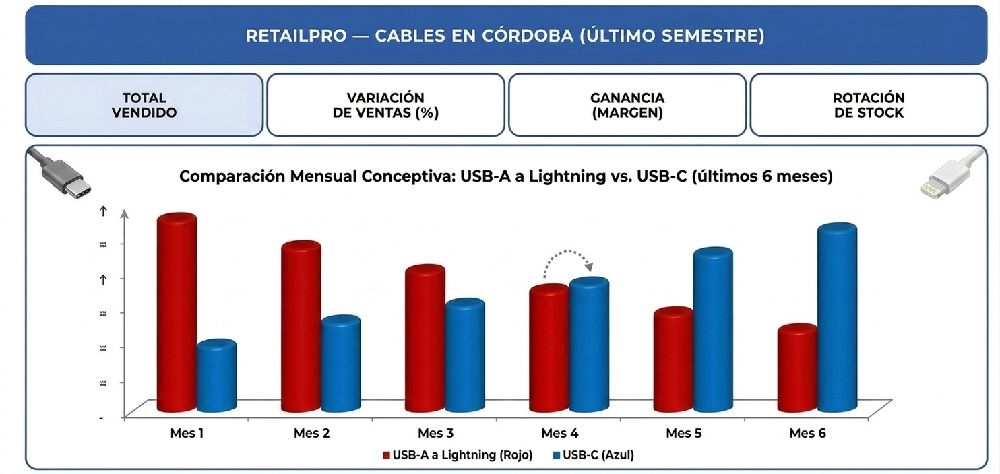 RETAILPRO — CABLES EN CÓRDOBA (ÚLTIMO SEMESTRE)
TOTAL
VENDIDO
VARIACIÓN
DE VENTAS (%)
GANANCIA
(MARGEN)
ROTACIÓN
DE STOCK
Comparación Mensual Conceptiva: USB-A a Lightning vs. USB-C (últimos 6 meses)
Mes 1
Mes 2
Mes 3
Mes 4
Mes 5
Mes 6
USB-A a Lightning (Rojo)
USB-C (Azul)